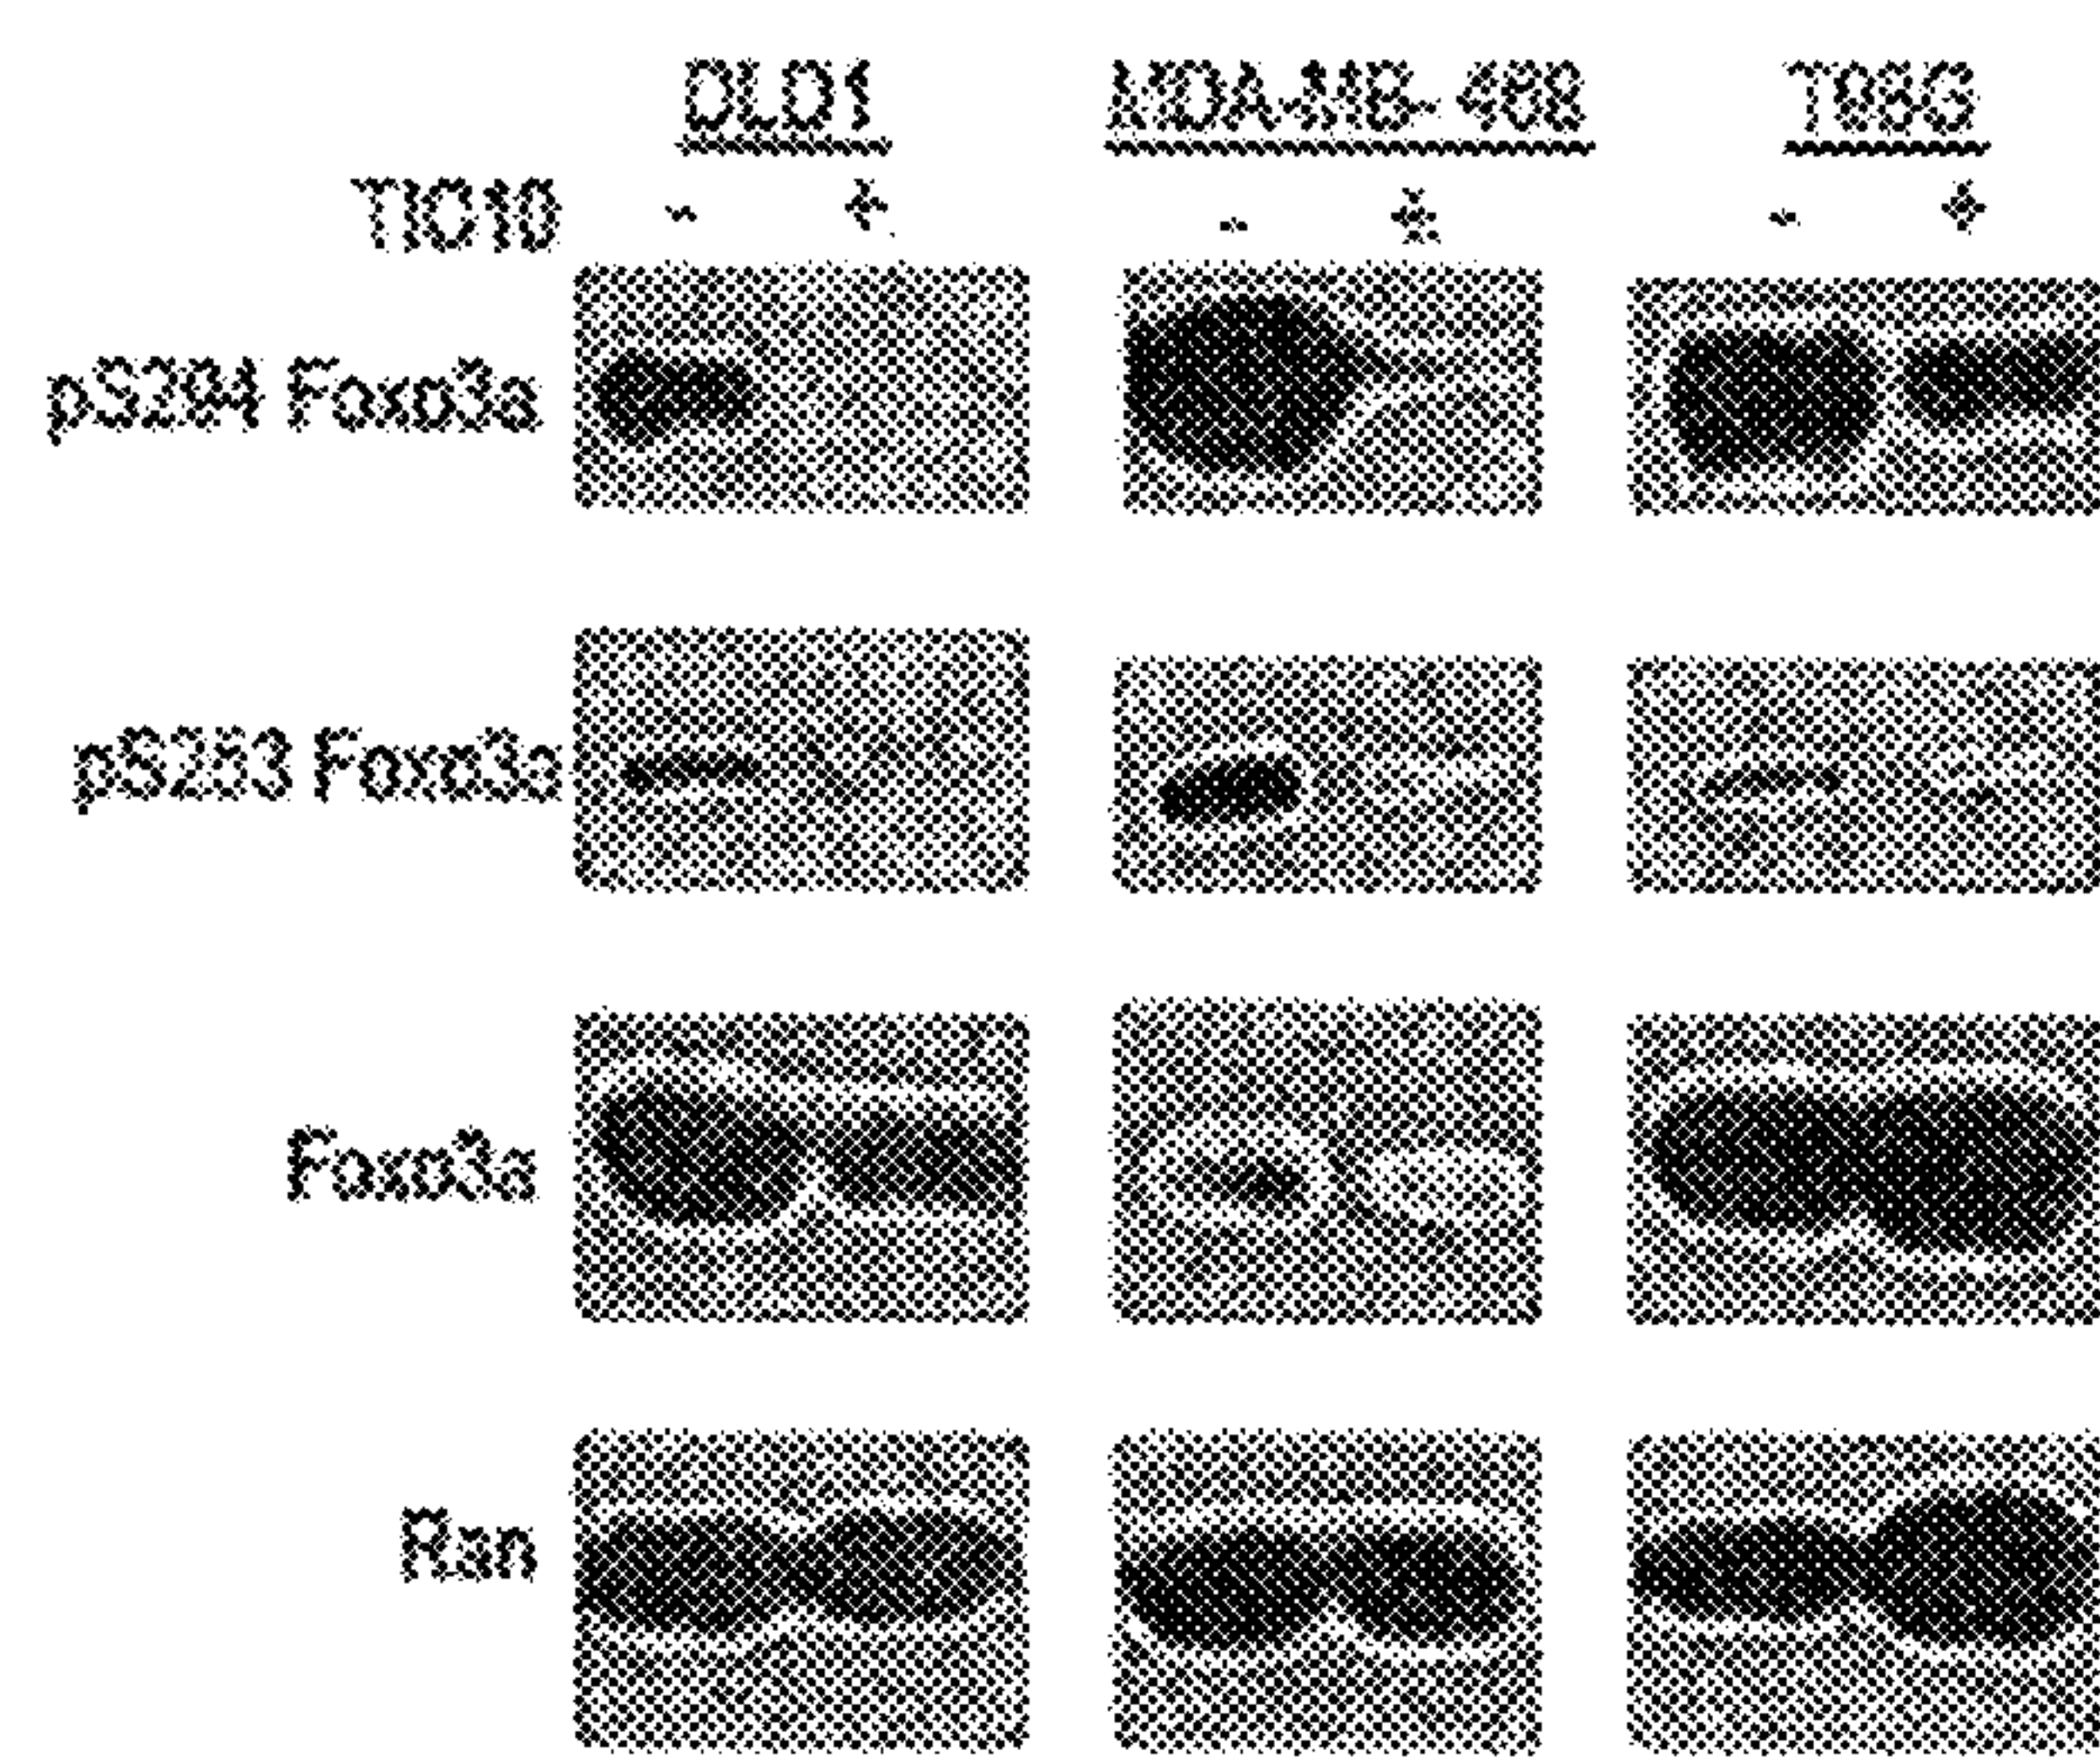 DLD1 MDA-MB-468 T98G
TIC10 - + - + - +
pS294 Foxo3a
pS253 Foxo3a
Foxo3a
Ran